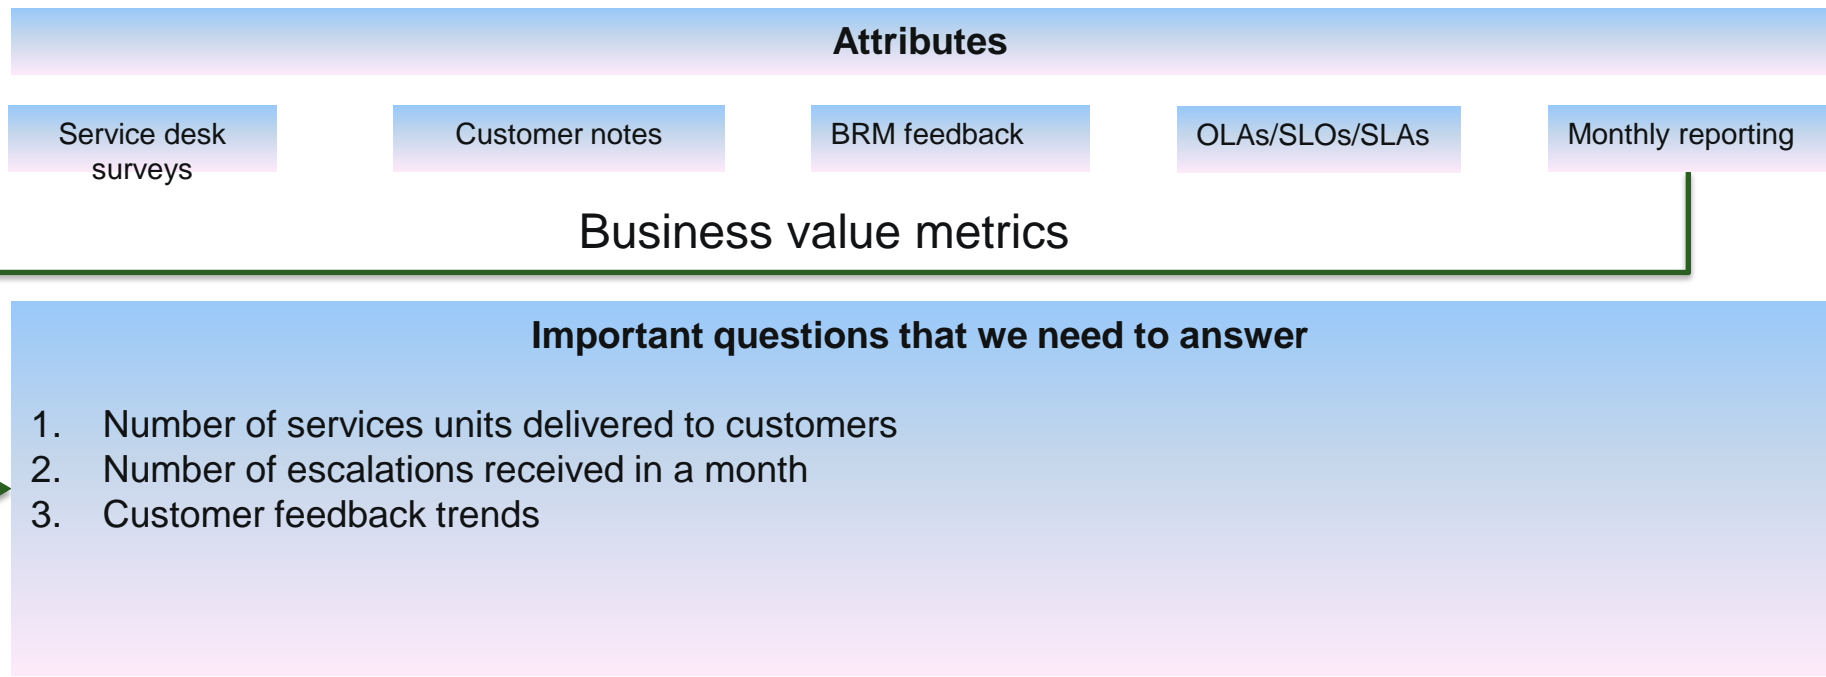 Attributes
Service desk
surveys
Customer notes
BRM feedback
OLAs/SLOs/SLAs
Monthly reporting
Business value metrics
Important questions that we need to answer
1. Number of services units delivered to customers
2. Number of escalations received in a month
3. Customer feedback trends